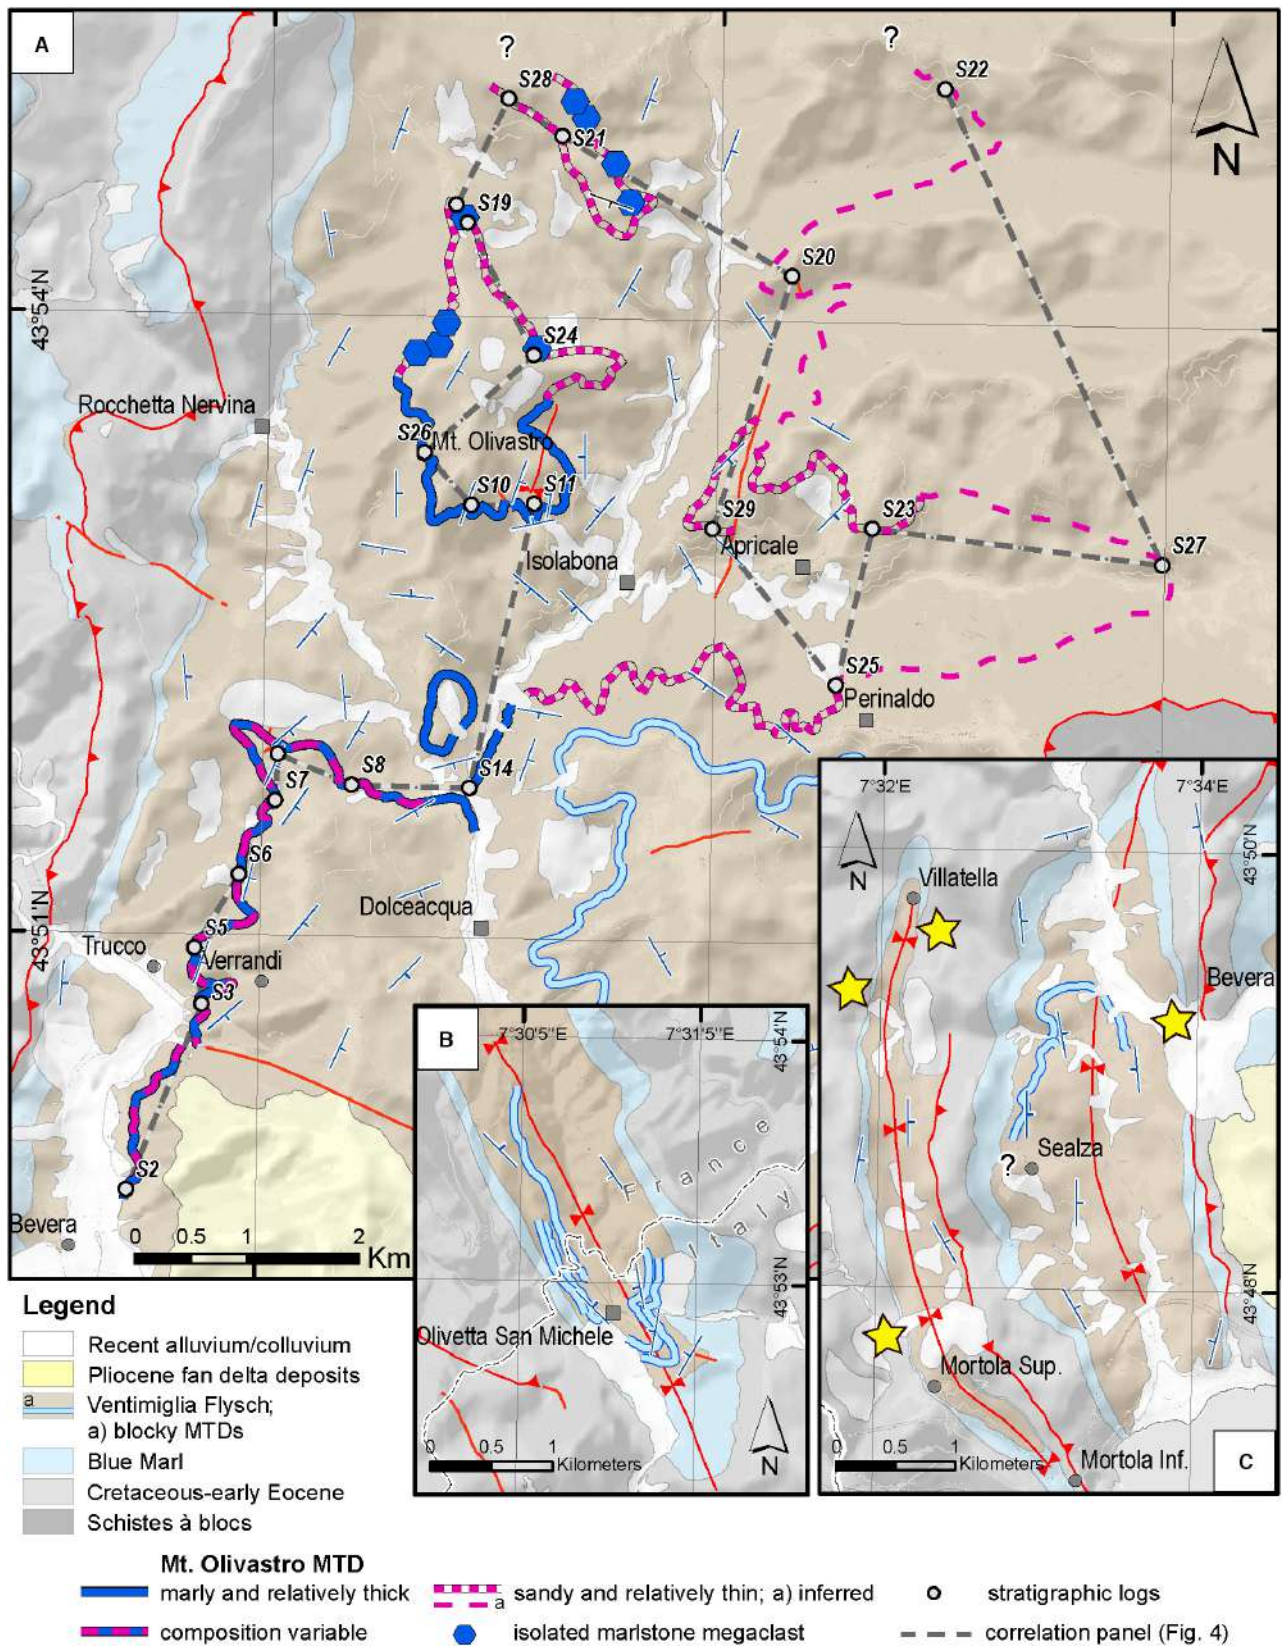 A
?
?
S28
S22
S21
N
S19
S20
43°54'N
S24
Rocchetta Nervina
S26
Mt. Olivastro
S10
S11
S29
S23
Apricale
S27
Isolabona
S25
Perinaldo
S14
S7
S8
7°32'E
7°34'E
S6
N
43°50'N
Villatella
Dolceacqua
43°51'N
S5
Trucco
Verrandi
Bevera
S3
B
7°30'5"E
7°31'5"E
43°54'N
France
Italy
Sealza
?
S2
Bevera
0 0.5 1 2
Km
43°53'N
43°48'N
Olivetta San Michele
Mortola Sup.
0 0.5 1
Kilometers
N
0 0.5 1
Kilometers
Mortola Inf.
C
Legend
Recent alluvium/colluvium
Pliocene fan delta deposits
a
Ventimiglia Flysch;
a) blocky MTDs
Blue Marl
Cretaceous-early Eocene
Schistes à blocs
Mt. Olivastro MTD
marly and relatively thick
sandy and relatively thin; a) inferred
a
stratigraphic logs
composition variable
isolated marlstone megaclast
correlation panel (Fig. 4)